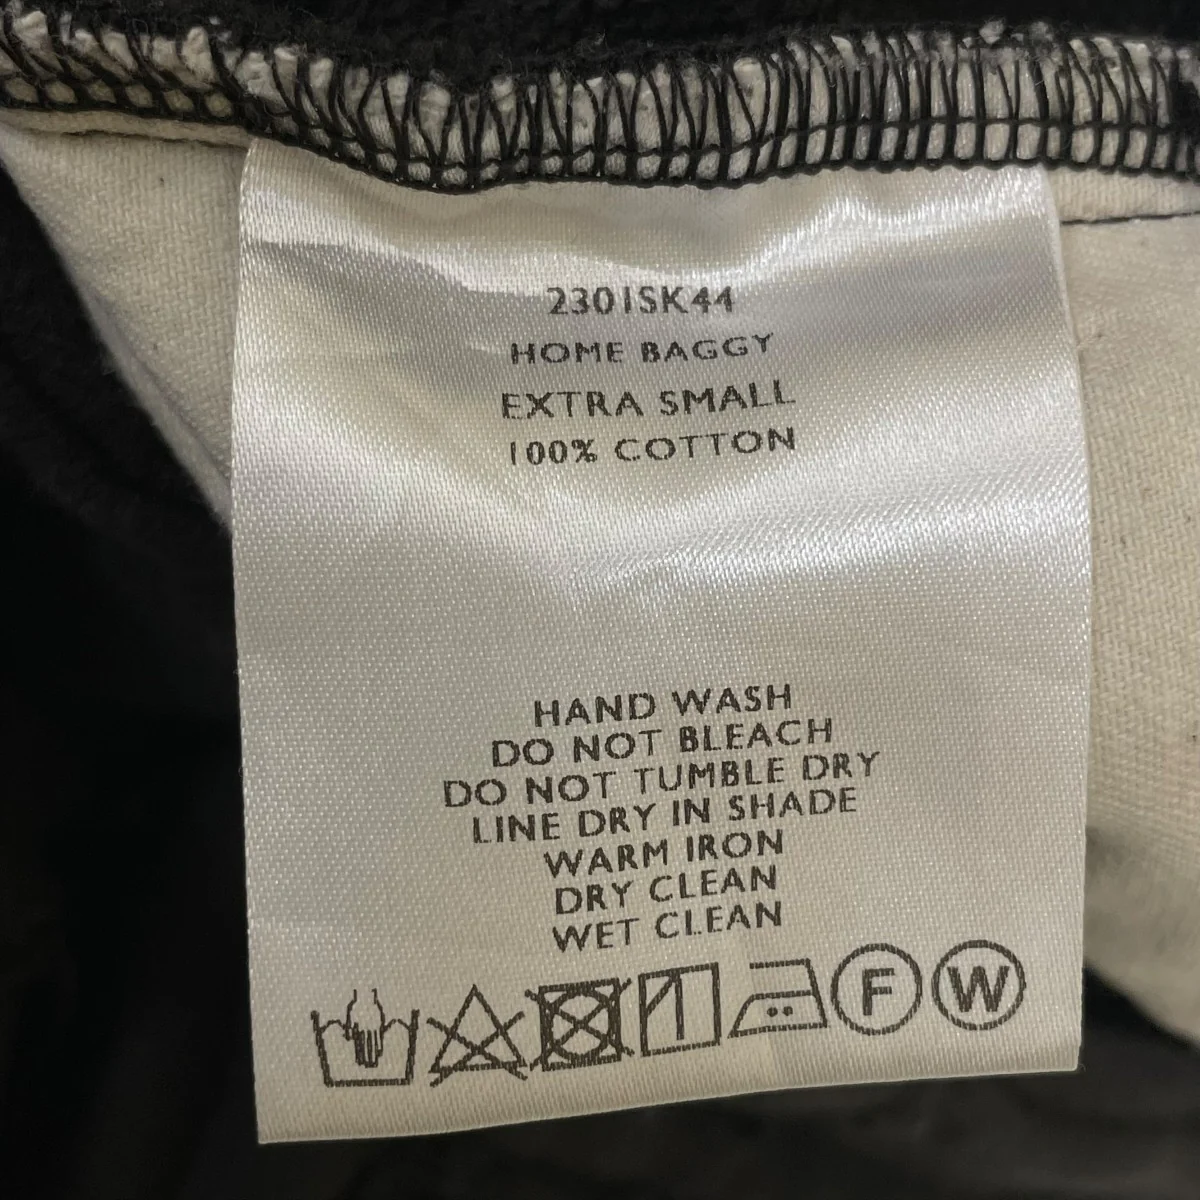 2301SK44
HOME BAGGY
EXTRA SMALL
100% COTTON
HAND WASH
DO NOT BLEACH
DO NOT TUMBLE DRY
LINE DRY IN SHADE
WARM IRON
DRY CLEAN
WET CLEAN
F W